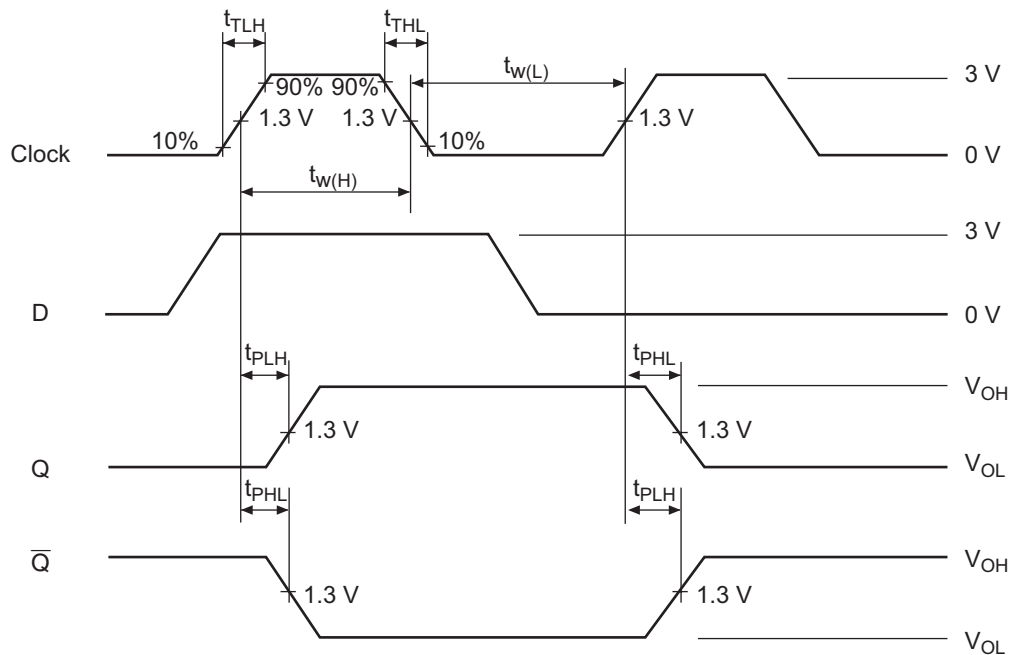 tTLH tTHL
tw(L)
3 V
90% 90%
1.3 V 1.3 V 1.3 V
10% 10%
Clock 0 V
tw(H)
3 V
D 0 V
tPLH tPHL
VOH
1.3 V 1.3 V
Q VOL
tPHL tPLH
Q̅ VOH
1.3 V 1.3 V
VOL